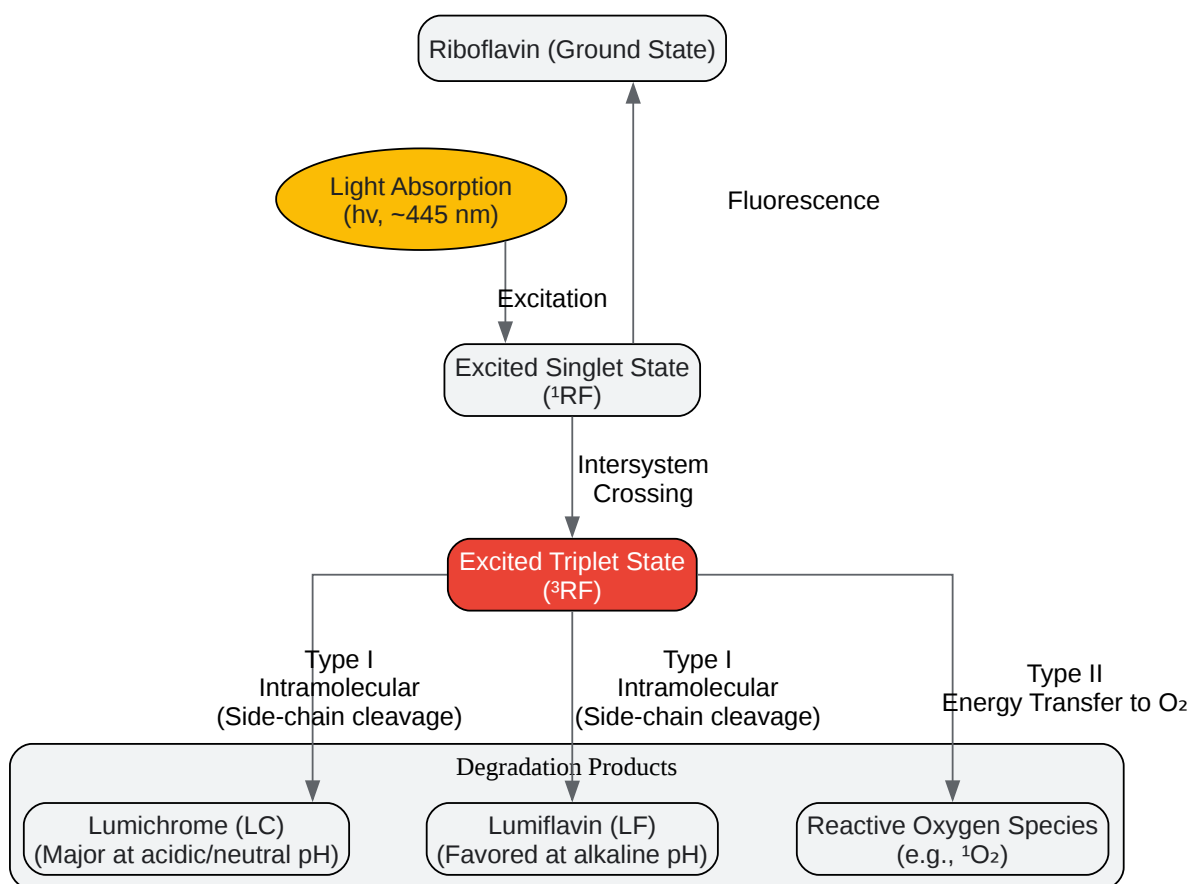 Riboflavin (Ground State)
Light Absorption
(hv, ~445 nm)
Fluorescence
Excitation
Excited Singlet State
(¹RF)
Intersystem
Crossing
Excited Triplet State
(³RF)
Type I
Intramolecular
(Side-chain cleavage)
Type I
Intramolecular
(Side-chain cleavage)
Type II
Energy Transfer to O₂
Degradation Products
Lumichrome (LC)
(Major at acidic/neutral pH)
Lumiflavin (LF)
(Favored at alkaline pH)
Reactive Oxygen Species
(e.g., ¹O₂)